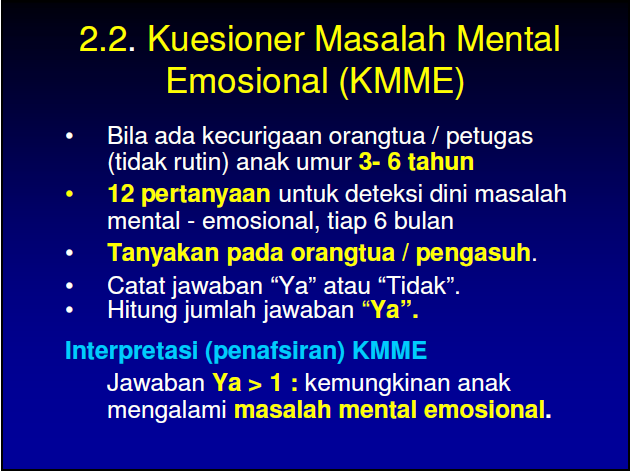 2.2. Kuesioner Masalah Mental
Emosional (KMME)
• Bila ada kecurigaan orangtua / petugas
(tidak rutin) anak umur 3- 6 tahun
• 12 pertanyaan untuk deteksi dini masalah
mental - emosional, tiap 6 bulan
• Tanyakan pada orangtua / pengasuh.
• Catat jawaban “Ya” atau “Tidak”.
• Hitung jumlah jawaban “Ya”.
Interpretasi (penafsiran) KMME
Jawaban Ya > 1 : kemungkinan anak
mengalami masalah mental emosional.